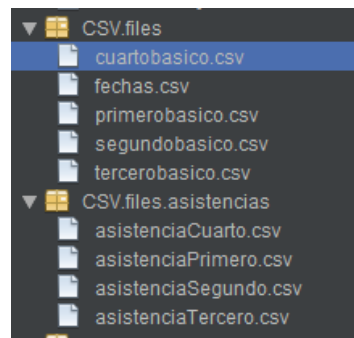 CSV.files
cuartobasico.csv
fechas.csv
primerobasico.csv
segundobasico.csv
tercerobasico.csv
CSV.files.asistencias
asistenciaCuarto.csv
asistenciaPrimero.csv
asistenciaSegundo.csv
asistenciaTercero.csv